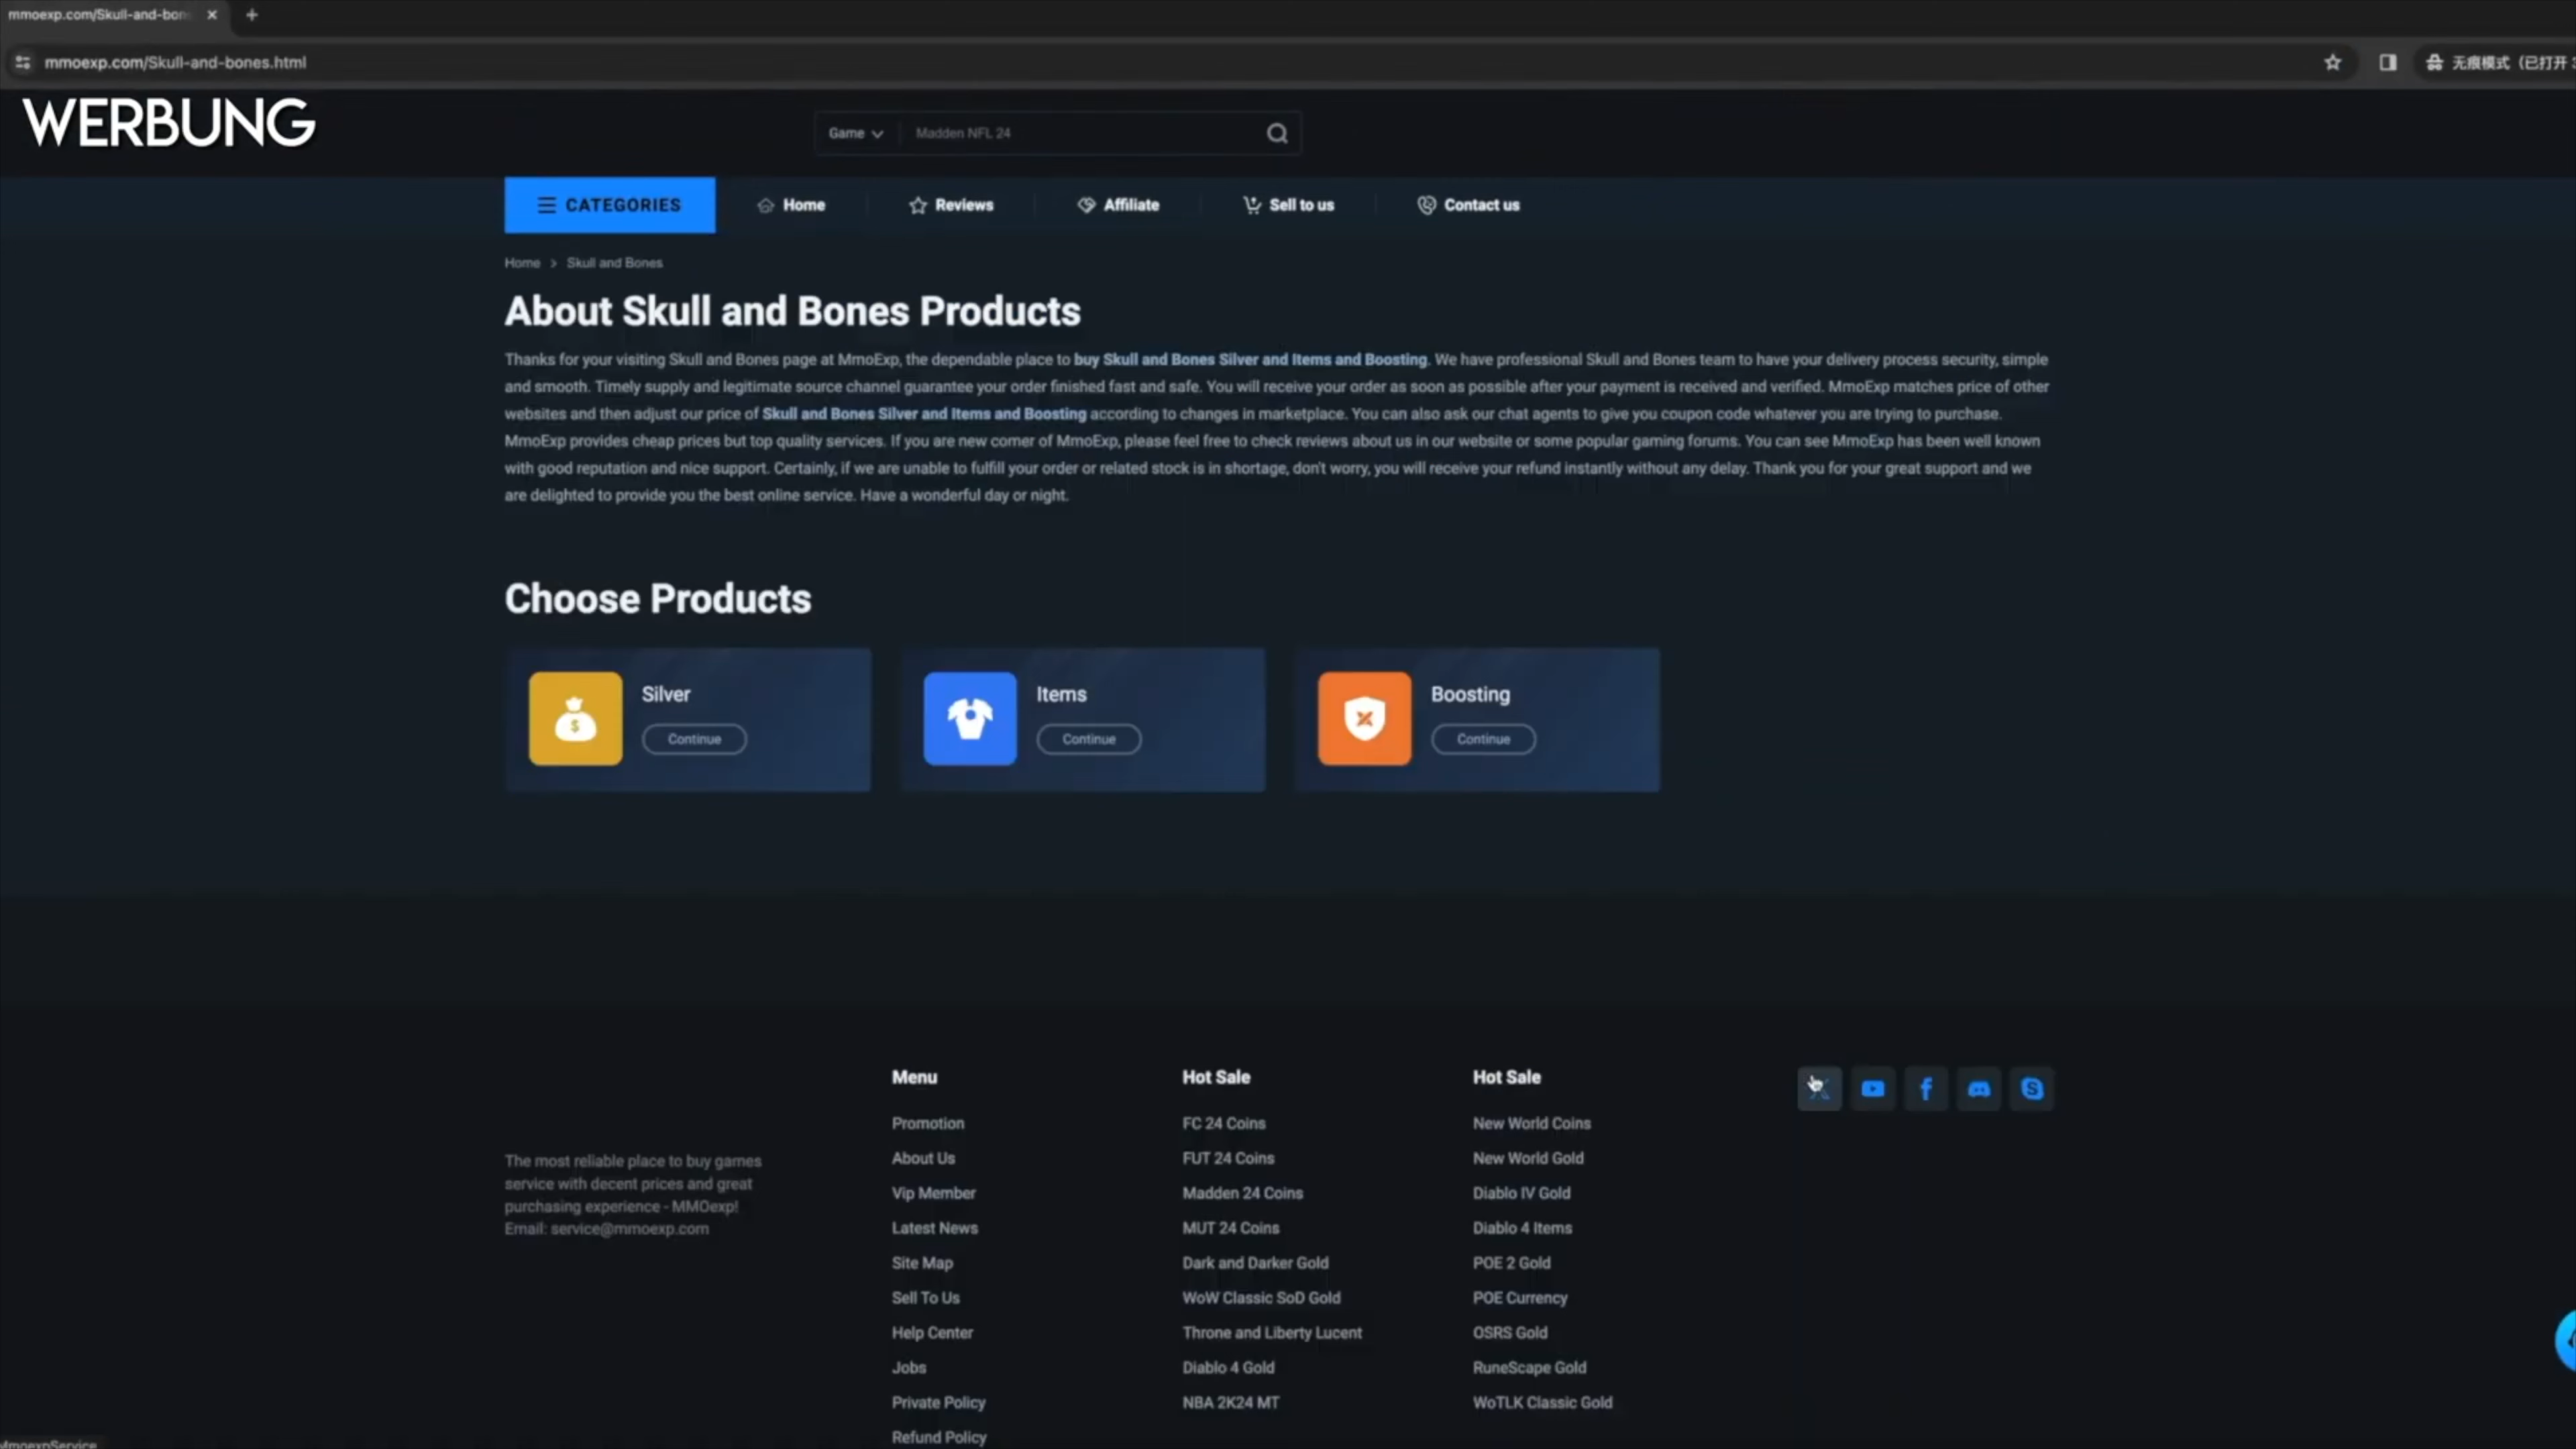 mmoexp.com/Skull-and-bon
mmoexp.com/Skull-and-bones.html
无痕模式（已打开 3
WERBUNG
Game
Madden NFL 24
CATEGORIES
Home
Reviews
Affiliate
Sell to us
Contact us
Home > Skull and Bones
About Skull and Bones Products
Thanks for your visiting Skull and Bones page at MmoExp, the dependable place to buy Skull and Bones Silver and Items and Boosting. We have professional Skull and Bones team to have your delivery process security, simple
and smooth. Timely supply and legitimate source channel guarantee your order finished fast and safe. You will receive your order as soon as possible after your payment is received and verified. MmoExp matches price of other
websites and then adjust our price of Skull and Bones Silver and Items and Boosting according to changes in marketplace. You can also ask our chat agents to give you coupon code whatever you are trying to purchase.
MmoExp provides cheap prices but top quality services. If you are new comer of MmoExp, please feel free to check reviews about us in our website or some popular gaming forums. You can see MmoExp has been well known
with good reputation and nice support. Certainly, if we are unable to fulfill your order or related stock is in shortage, don't worry, you will receive your refund instantly without any delay. Thank you for your great support and we
are delighted to provide you the best online service. Have a wonderful day or night.
Choose Products
Silver
Continue
Items
Continue
Boosting
Continue
The most reliable place to buy games
service with decent prices and great
purchasing experience - MMOexp!
Email: service@mmoexp.com
Menu
Promotion
About Us
Vip Member
Latest News
Site Map
Sell To Us
Help Center
Jobs
Private Policy
Refund Policy
Hot Sale
FC 24 Coins
FUT 24 Coins
Madden 24 Coins
MUT 24 Coins
Dark and Darker Gold
WoW Classic SoD Gold
Throne and Liberty Lucent
Diablo 4 Gold
NBA 2K24 MT
Hot Sale
New World Coins
New World Gold
Diablo IV Gold
Diablo 4 Items
POE 2 Gold
POE Currency
OSRS Gold
RuneScape Gold
WoTLK Classic Gold